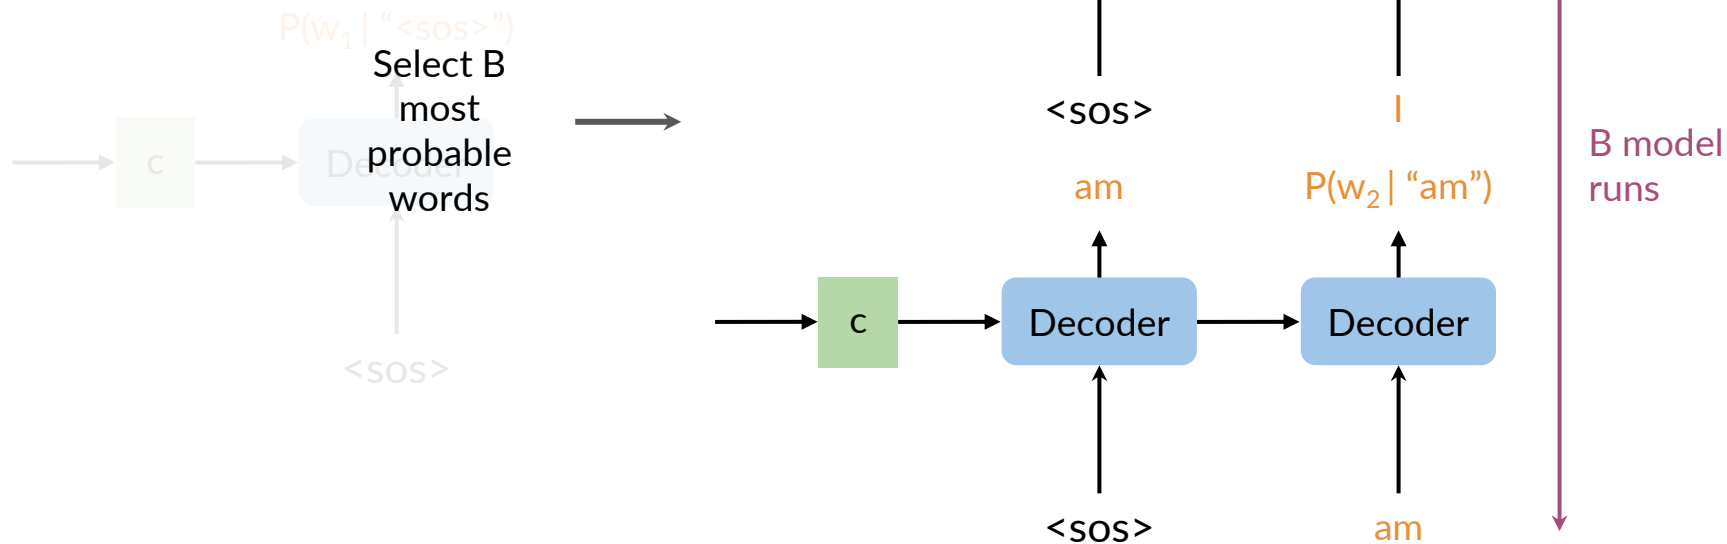 P(w1 | “<sos>”)
Select B
most
probable
words
c
Decoder
<sos>
<sos>
I
B model
runs
am
P(w2 | “am”)
c
Decoder
Decoder
<sos>
am